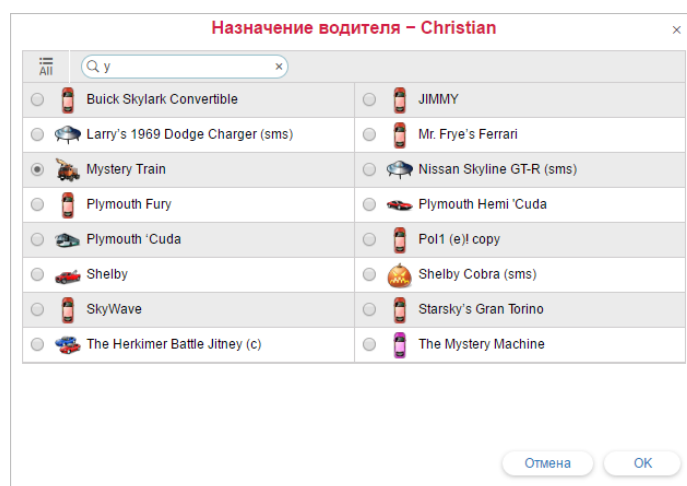 Назначение водителя – Christian
×
All
y ×
Buick Skylark Convertible
JIMMY
Larry's 1969 Dodge Charger (sms)
Mr. Frye's Ferrari
Mystery Train
Nissan Skyline GT-R (sms)
Plymouth Fury
Plymouth Hemi 'Cuda
Plymouth ‘Cuda
Pol1 (e)ł copy
Shelby
Shelby Cobra (sms)
SkyWave
Starsky's Gran Torino
The Herkimer Battle Jitney (c)
The Mystery Machine
Отмена
OK